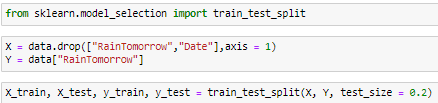 from sklearn.model_selection import train_test_split
X = data.drop(["RainTomorrow","Date"],axis = 1)
Y = data["RainTomorrow"]
X_train, X_test, y_train, y_test = train_test_split(X, Y, test_size = 0.2)